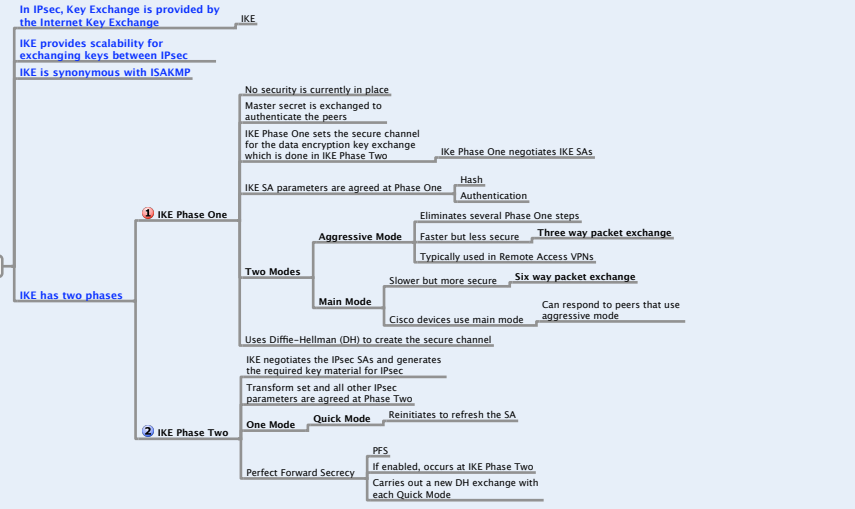 In IPsec, Key Exchange is provided by
the Internet Key Exchange
IKE
IKE provides scalability for
exchanging keys between IPsec
IKE is synonymous with ISAKMP
IKE has two phases
1 IKE Phase One
No security is currently in place
Master secret is exchanged to
authenticate the peers
IKE Phase One sets the secure channel
for the data encryption key exchange
which is done in IKE Phase Two
IKe Phase One negotiates IKE SAs
IKE SA parameters are agreed at Phase One
Hash
Authentication
Two Modes
Aggressive Mode
Eliminates several Phase One steps
Faster but less secure
Three way packet exchange
Typically used in Remote Access VPNs
Main Mode
Slower but more secure
Six way packet exchange
Cisco devices use main mode
Can respond to peers that use
aggressive mode
Uses Diffie-Hellman (DH) to create the secure channel
2 IKE Phase Two
IKE negotiates the IPsec SAs and generates
the required key material for IPsec
Transform set and all other IPsec
parameters are agreed at Phase Two
One Mode
Quick Mode
Reinitiates to refresh the SA
Perfect Forward Secrecy
PFS
If enabled, occurs at IKE Phase Two
Carries out a new DH exchange with
each Quick Mode